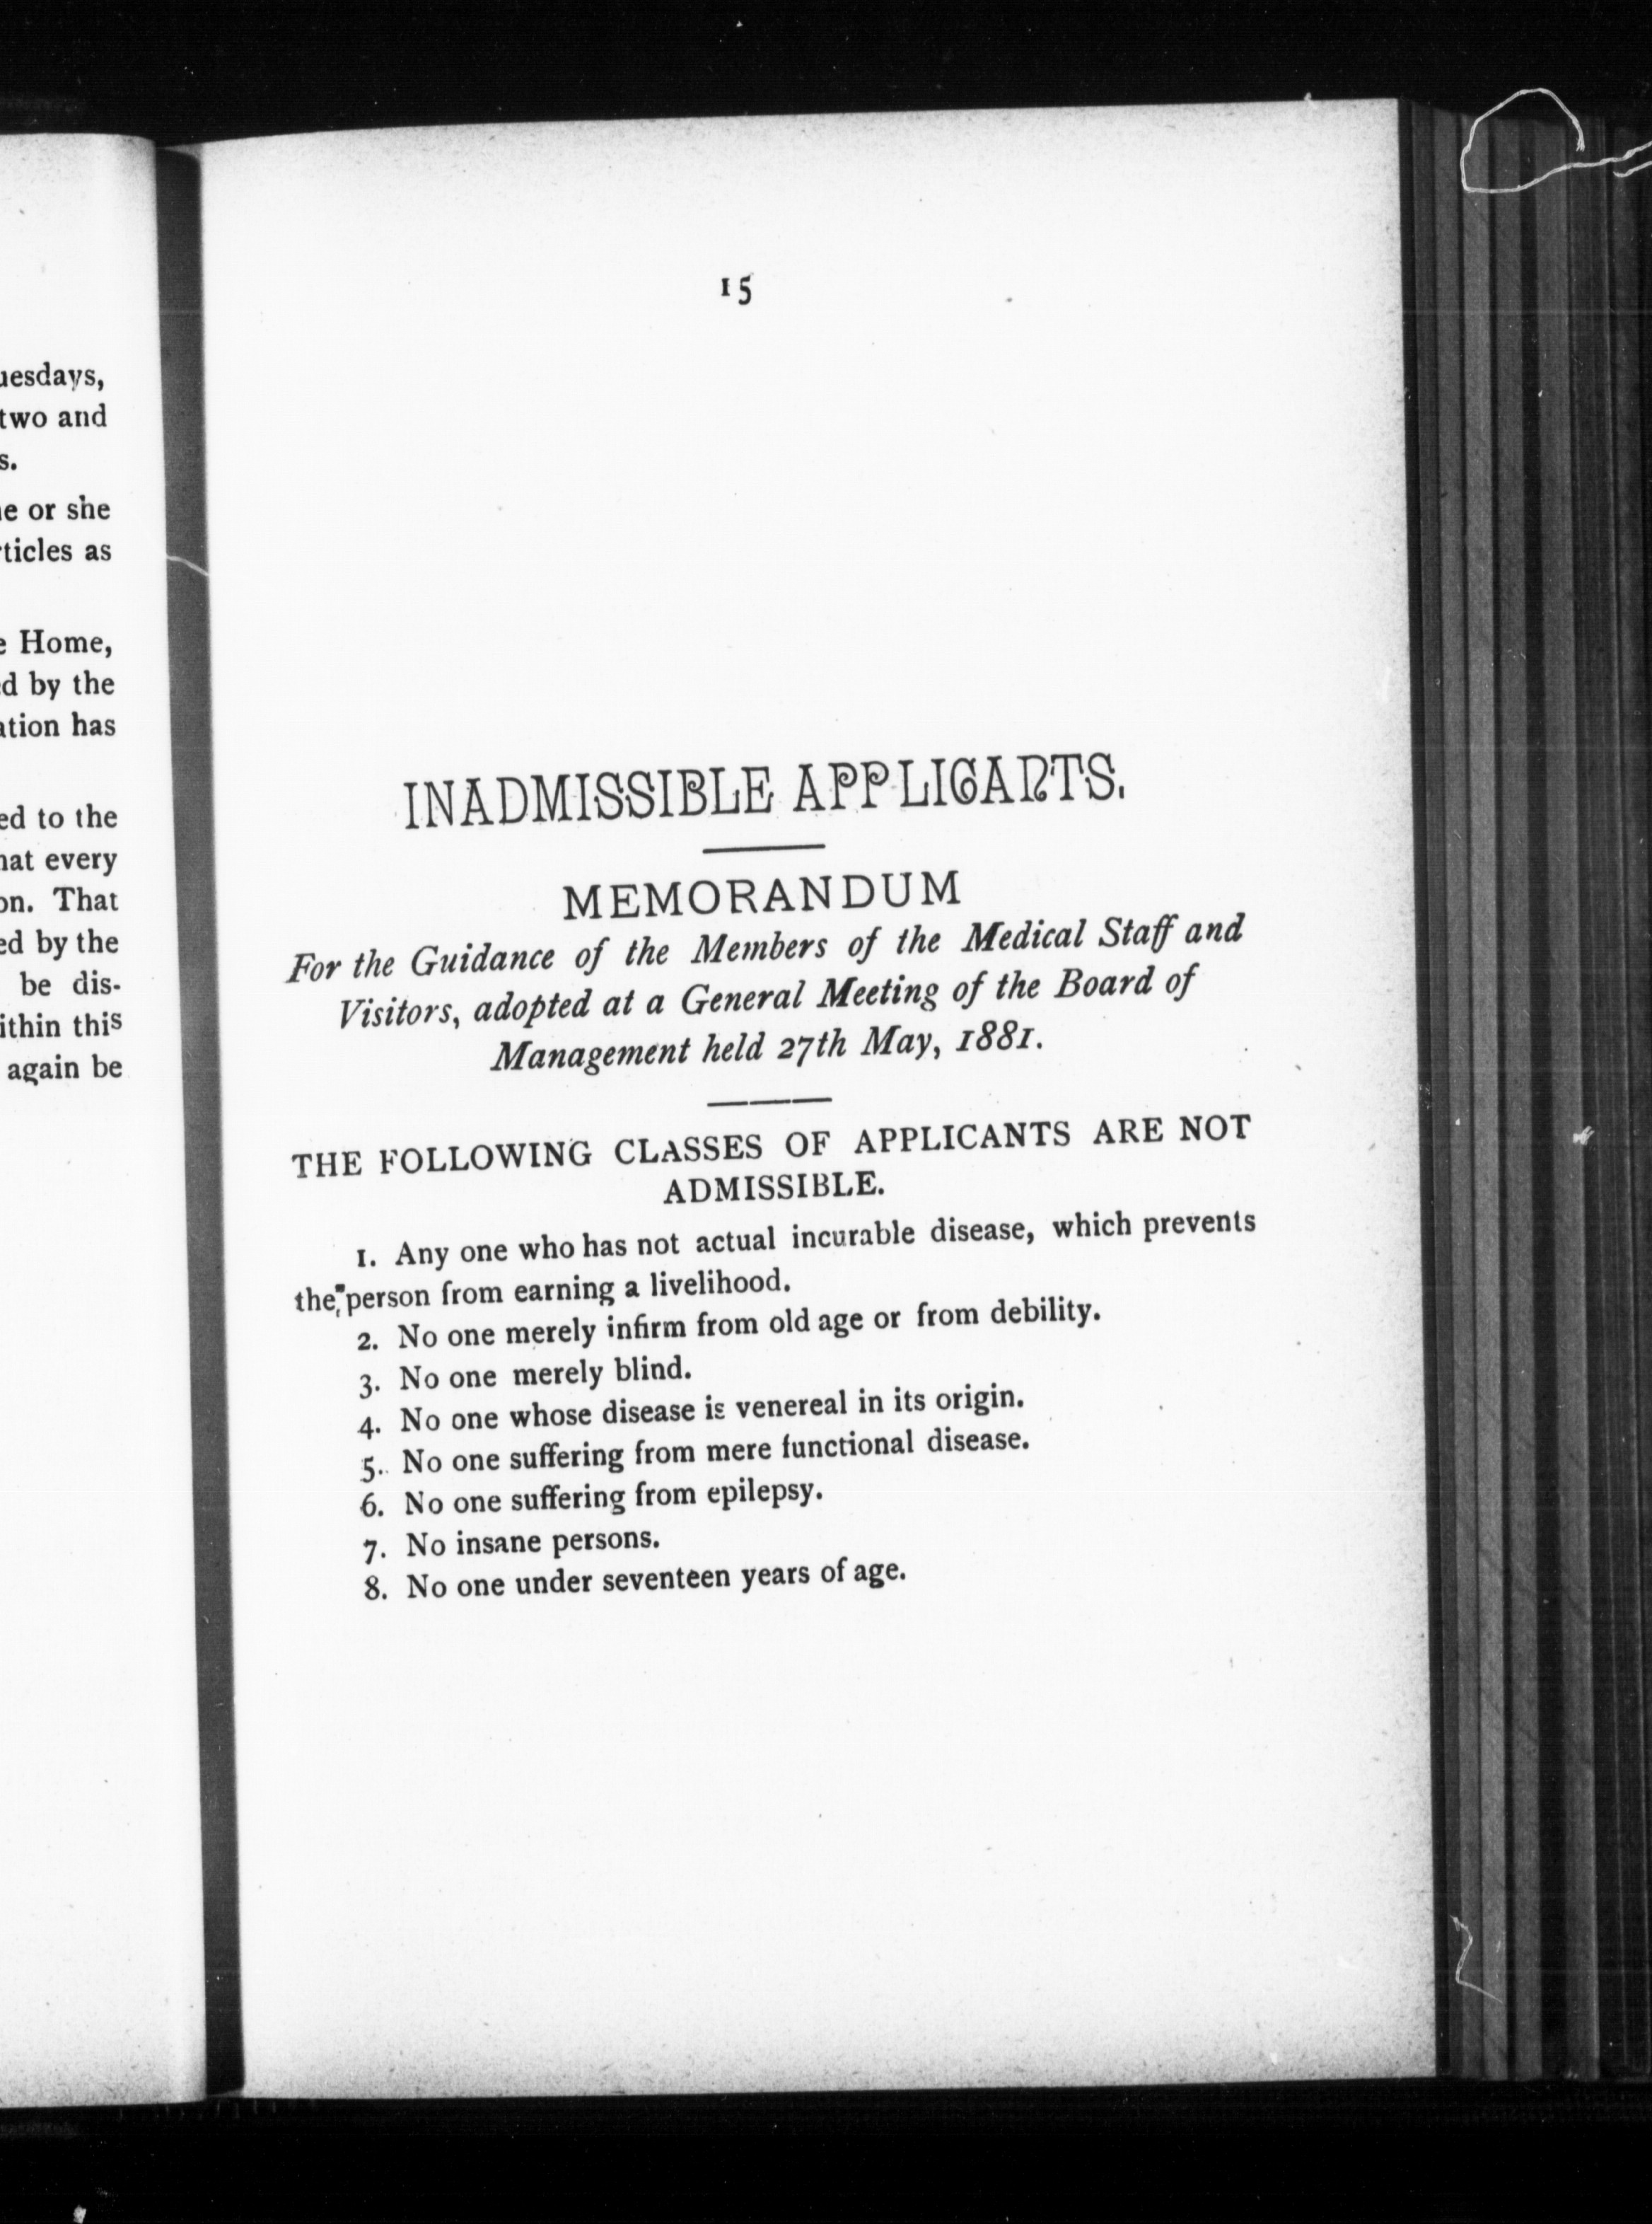 uesdays,
two and
s.
e or she
ticles as
e Home,
ed by the
ation has
ed to the
hat every
on. That
ed by the
be dis-
ithin this
again be
15
INADMISSIBLE APPLICANTS.
MEMORANDUM
For the Guidance of the Members of the Medical Staff and
Visitors, adopted at a General Meeting of the Board of
Management held 27th May, 1881.
THE FOLLOWING CLASSES OF APPLICANTS ARE NOT
ADMISSIBLE.
1. Any one who has not actual incurable disease, which prevents
the person from earning a livelihood.
2. No one merely infirm from old age or from debility.
3. No one merely blind.
4. No one whose disease is venereal in its origin.
5. No one suffering from mere functional disease.
6. No one suffering from epilepsy.
7. No insane persons.
8. No one under seventeen years of age.